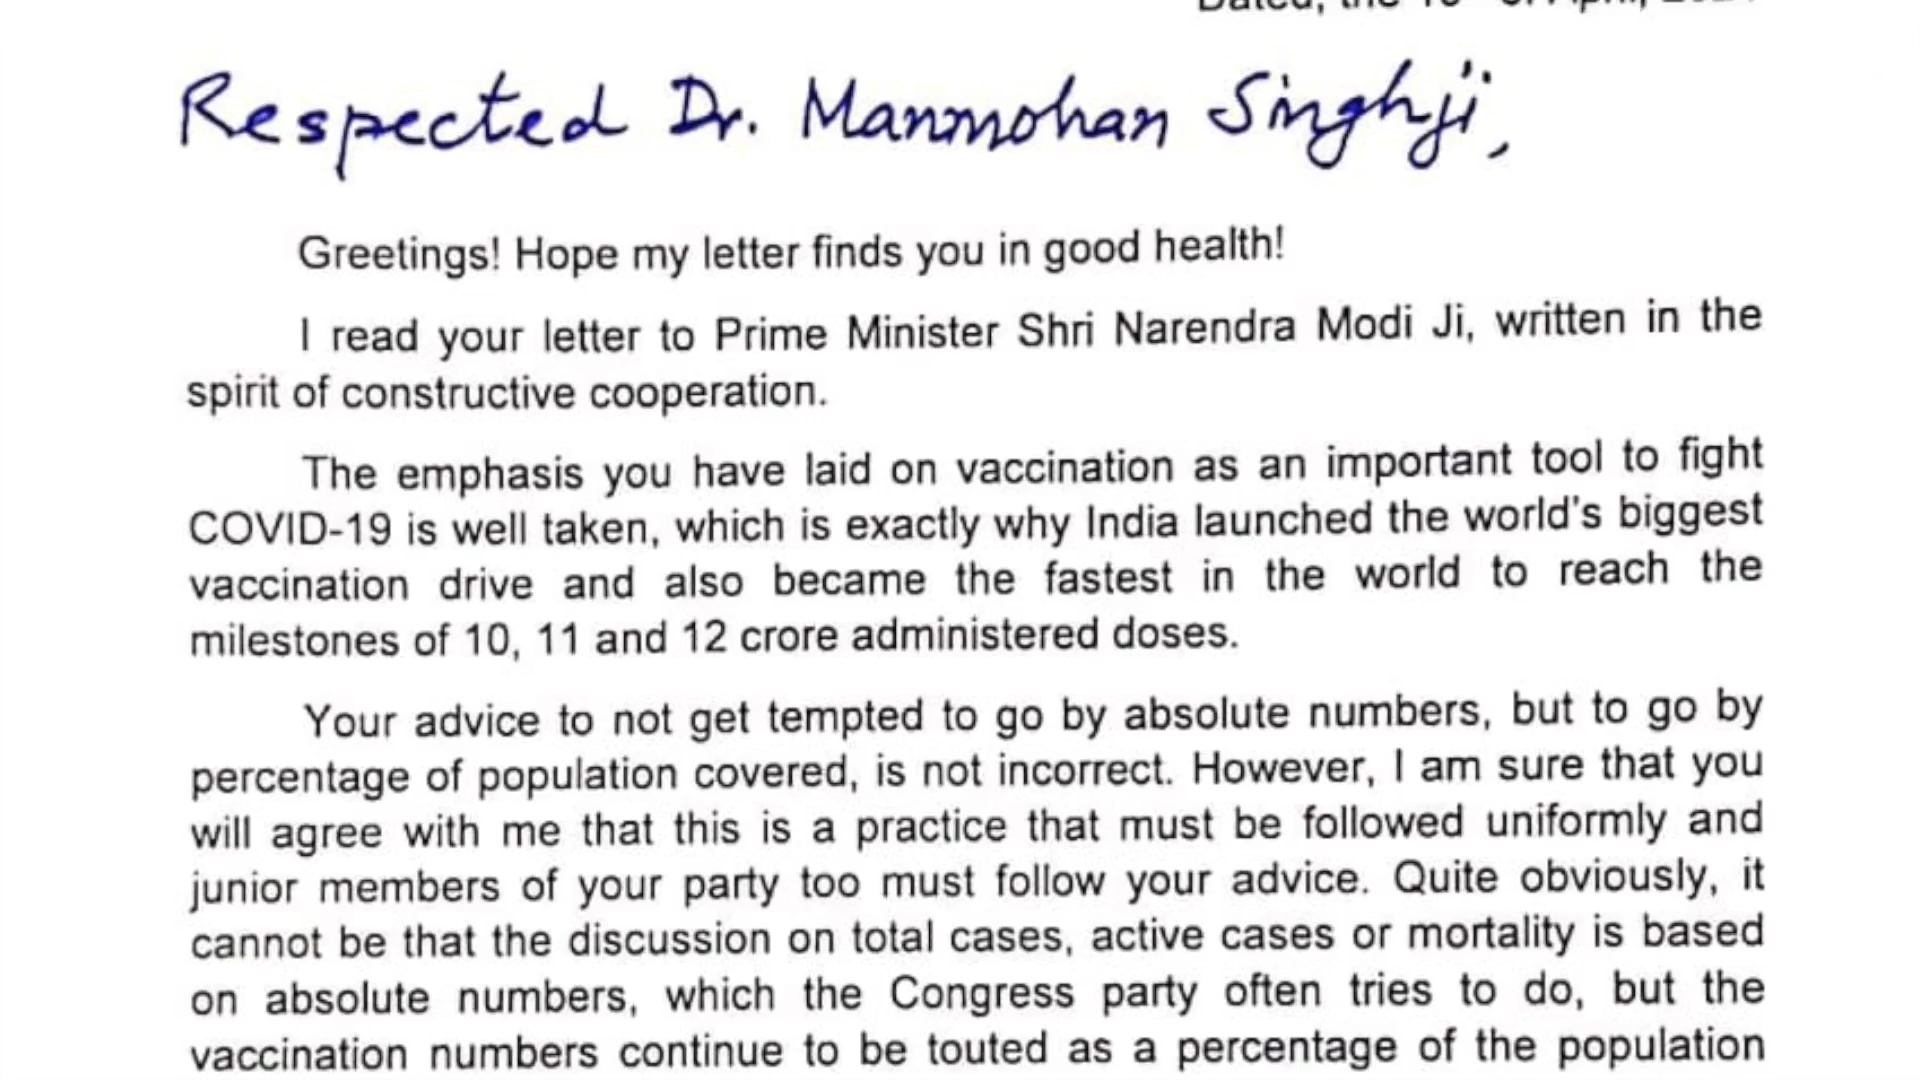 Dated, the
Respected Dr. Manmohan Singhji,
Greetings! Hope my letter finds you in good health!
I read your letter to Prime Minister Shri Narendra Modi Ji, written in the
spirit of constructive cooperation.
The emphasis you have laid on vaccination as an important tool to fight
COVID-19 is well taken, which is exactly why India launched the world's biggest
vaccination drive and also became the fastest in the world to reach the
milestones of 10, 11 and 12 crore administered doses.
Your advice to not get tempted to go by absolute numbers, but to go by
percentage of population covered, is not incorrect. However, I am sure that you
will agree with me that this is a practice that must be followed uniformly and
junior members of your party too must follow your advice. Quite obviously, it
cannot be that the discussion on total cases, active cases or mortality is based
on absolute numbers, which the Congress party often tries to do, but the
vaccination numbers continue to be touted as a percentage of the population